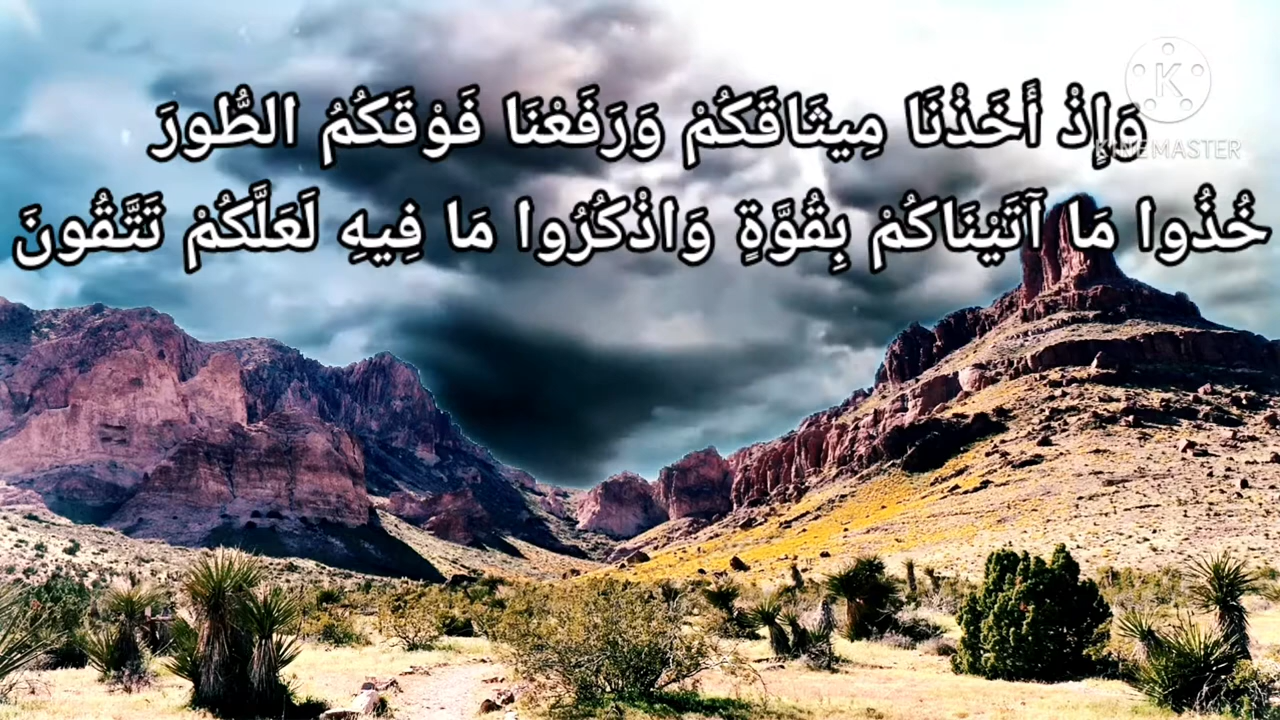 وَإِذْ أَخَذْنَا مِيثَاقَكُمْ وَرَفَعْنَا فَوْقَكُمُ الطُّورَ
خُذُوا مَا آتَيْنَاكُمْ بِقُوَّةٍ وَاذْكُرُوا مَا فِيهِ لَعَلَّكُمْ تَتَّقُونَ
K
KINEMASTER